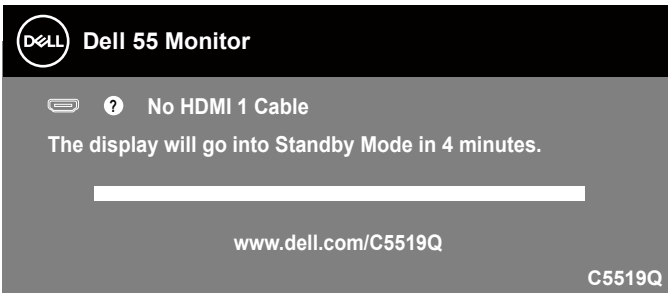 DELL Dell 55 Monitor
? No HDMI 1 Cable
The display will go into Standby Mode in 4 minutes.
www.dell.com/C5519Q
C5519Q